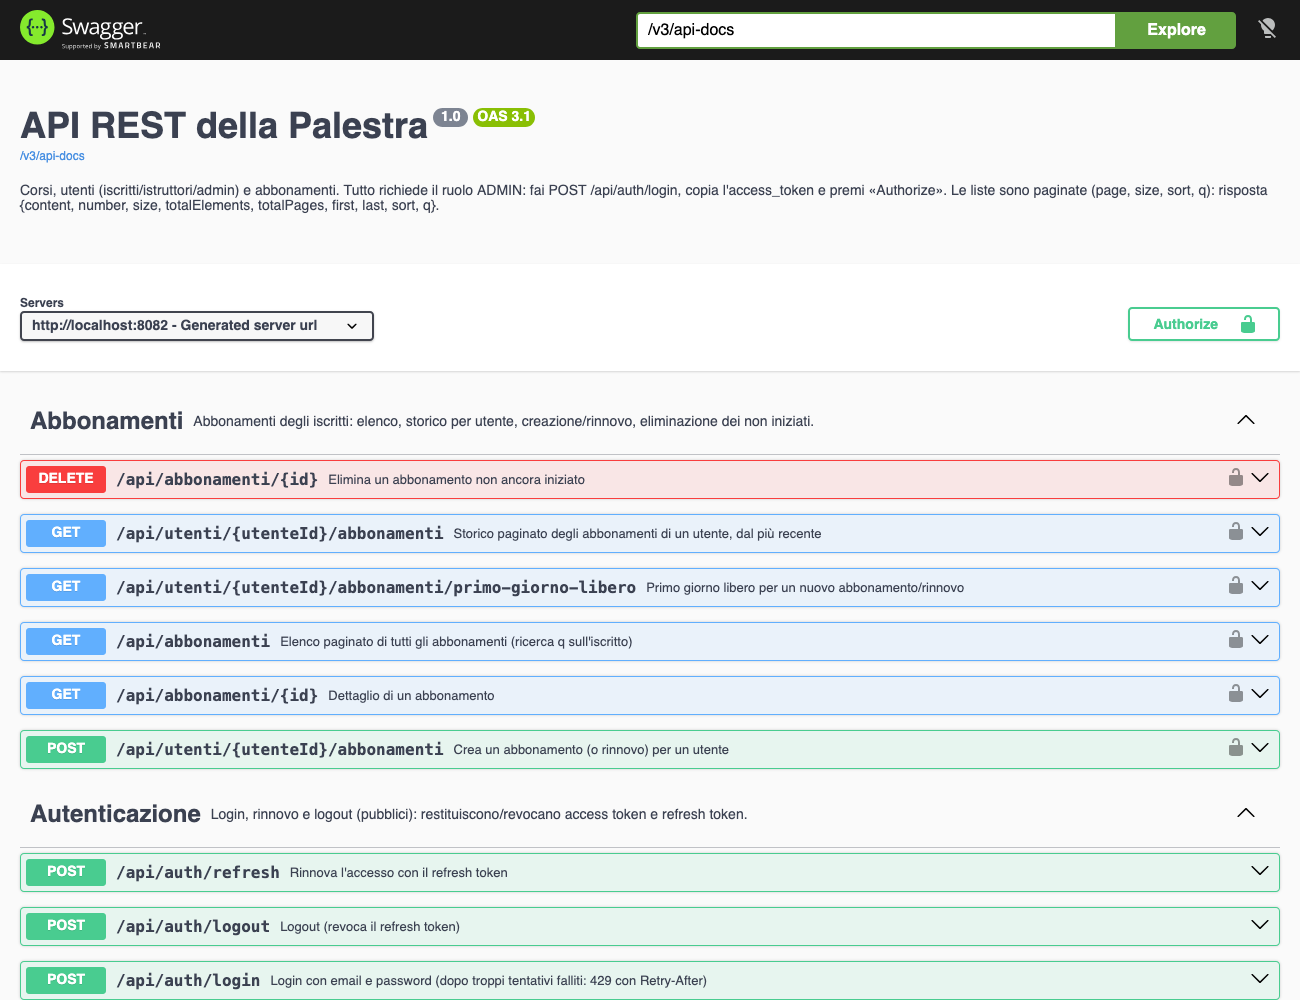 Swagger.
Supported by SMARTBEAR
/v3/api-docs
Explore
API REST della Palestra 1.0 OAS 3.1
/v3/api-docs
Corsi, utenti (iscritti/istruttori/admin) e abbonamenti. Tutto richiede il ruolo ADMIN: fai POST /api/auth/login, copia l'access_token e premi «Authorize». Le liste sono paginate (page, size, sort, q): risposta
{content, number, size, totalElements, totalPages, first, last, sort, q}.
Servers
http://localhost:8082 - Generated server url
Authorize
Abbonamenti Abbonamenti degli iscritti: elenco, storico per utente, creazione/rinnovo, eliminazione dei non iniziati.
DELETE /api/abbonamenti/{id} Elimina un abbonamento non ancora iniziato
GET /api/utenti/{utenteId}/abbonamenti Storico paginato degli abbonamenti di un utente, dal più recente
GET /api/utenti/{utenteId}/abbonamenti/primo-giorno-libero Primo giorno libero per un nuovo abbonamento/rinnovo
GET /api/abbonamenti Elenco paginato di tutti gli abbonamenti (ricerca q sull'iscritto)
GET /api/abbonamenti/{id} Dettaglio di un abbonamento
POST /api/utenti/{utenteId}/abbonamenti Crea un abbonamento (o rinnovo) per un utente
Autenticazione Login, rinnovo e logout (pubblici): restituiscono/revocano access token e refresh token.
POST /api/auth/refresh Rinnova l'accesso con il refresh token
POST /api/auth/logout Logout (revoca il refresh token)
POST /api/auth/login Login con email e password (dopo troppi tentativi falliti: 429 con Retry-After)